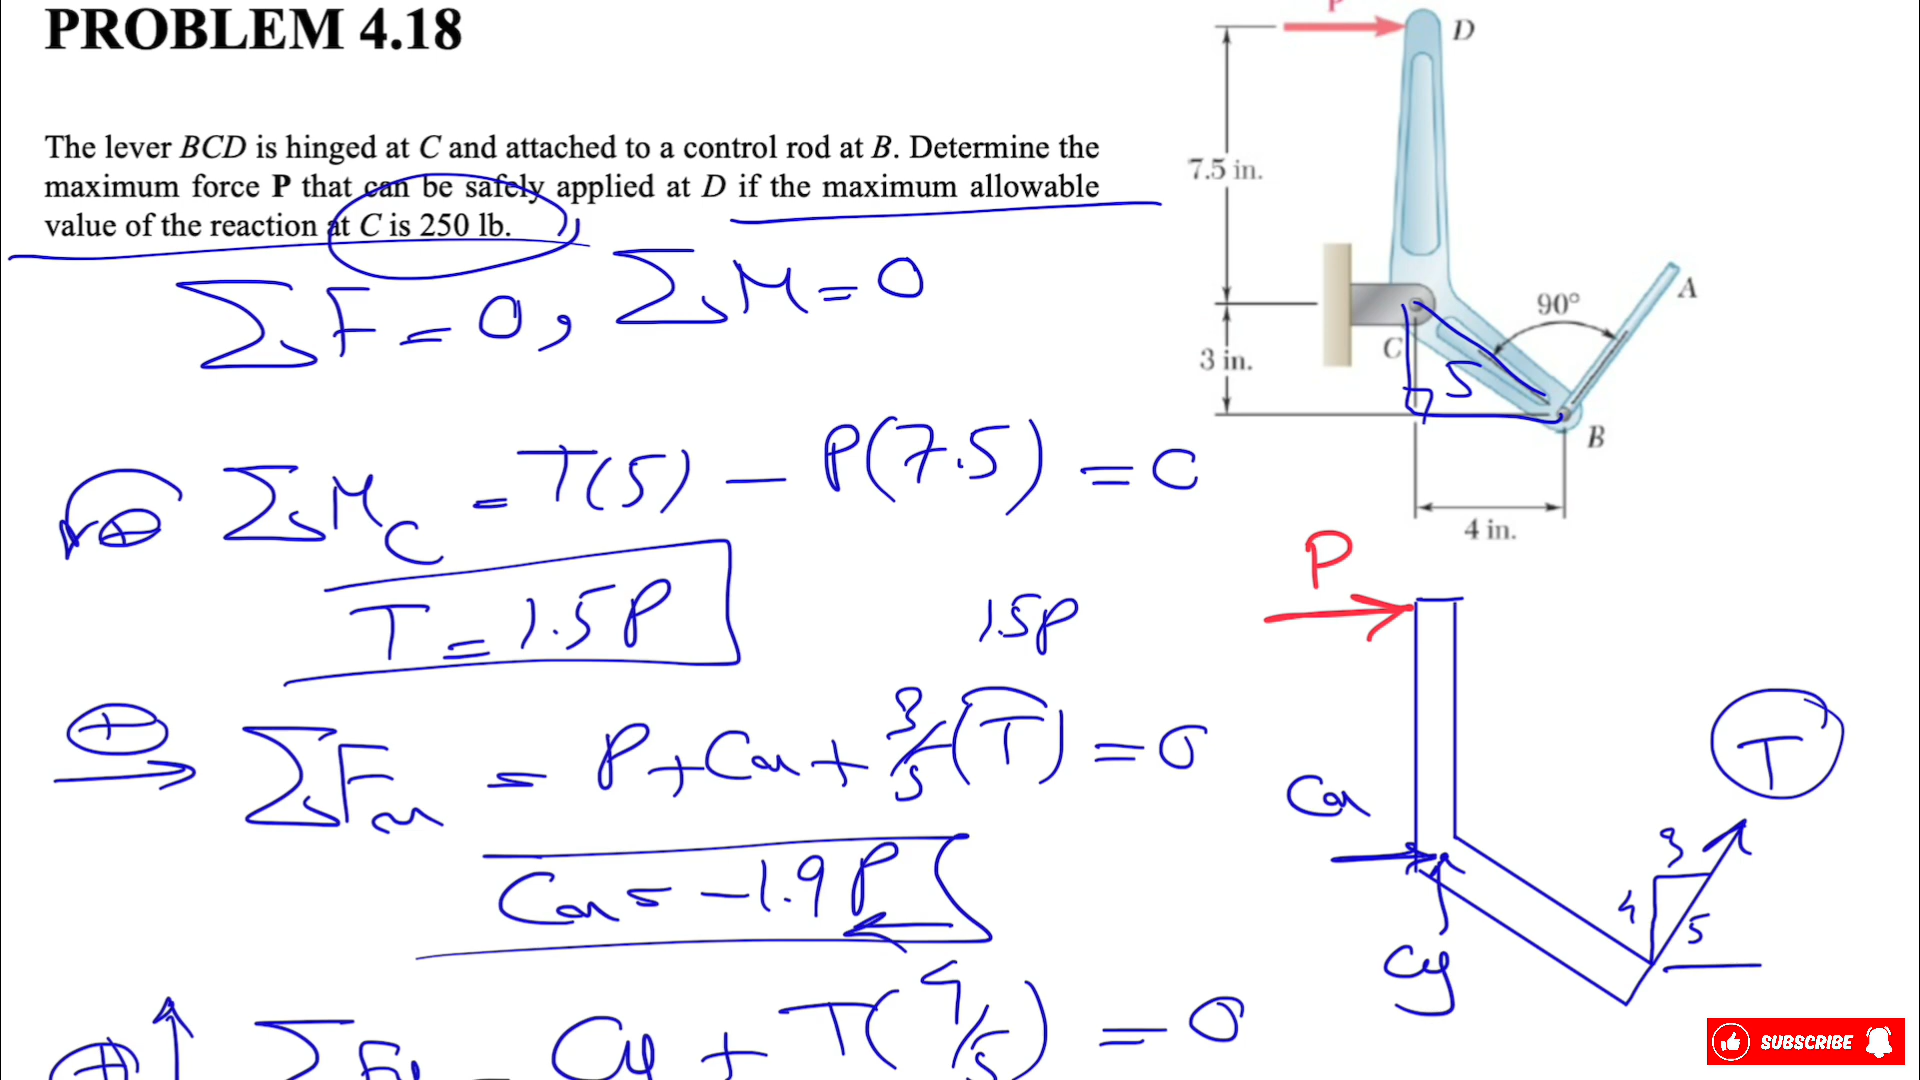 PROBLEM 4.18
The lever BCD is hinged at C and attached to a control rod at B. Determine the
maximum force P that can be safely applied at D if the maximum allowable
value of the reaction at C is 250 lb.
ΣF = 0, ΣM = 0
ΣM_C = T(5) − P(7.5) = 0
T = 1.5P
1.5P
ΣFx = P + Cx + 3/5(T) = 0
Cx = −1.9P
ΣFy = Cy + T(4/5) = 0
P
D
7.5 in.
90°
A
C
5
3 in.
B
4 in.
P
T
Cx
3
4
5
Cy
SUBSCRIBE